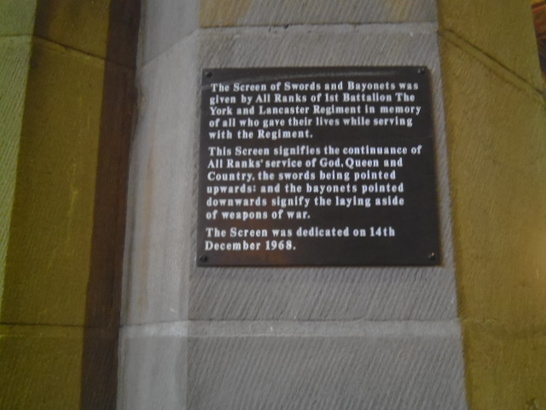 The Screen of Swords and Bayonets was
given by All Ranks of 1st Battalion The
York and Lancaster Regiment in memory
of all who gave their lives while serving
with the Regiment.
This Screen signifies the continuance of
All Ranks' service of God, Queen and
Country, the swords being pointed
upwards: and the bayonets pointed
downwards signify the laying aside
of weapons of war.
The Screen was dedicated on 14th
December 1968.